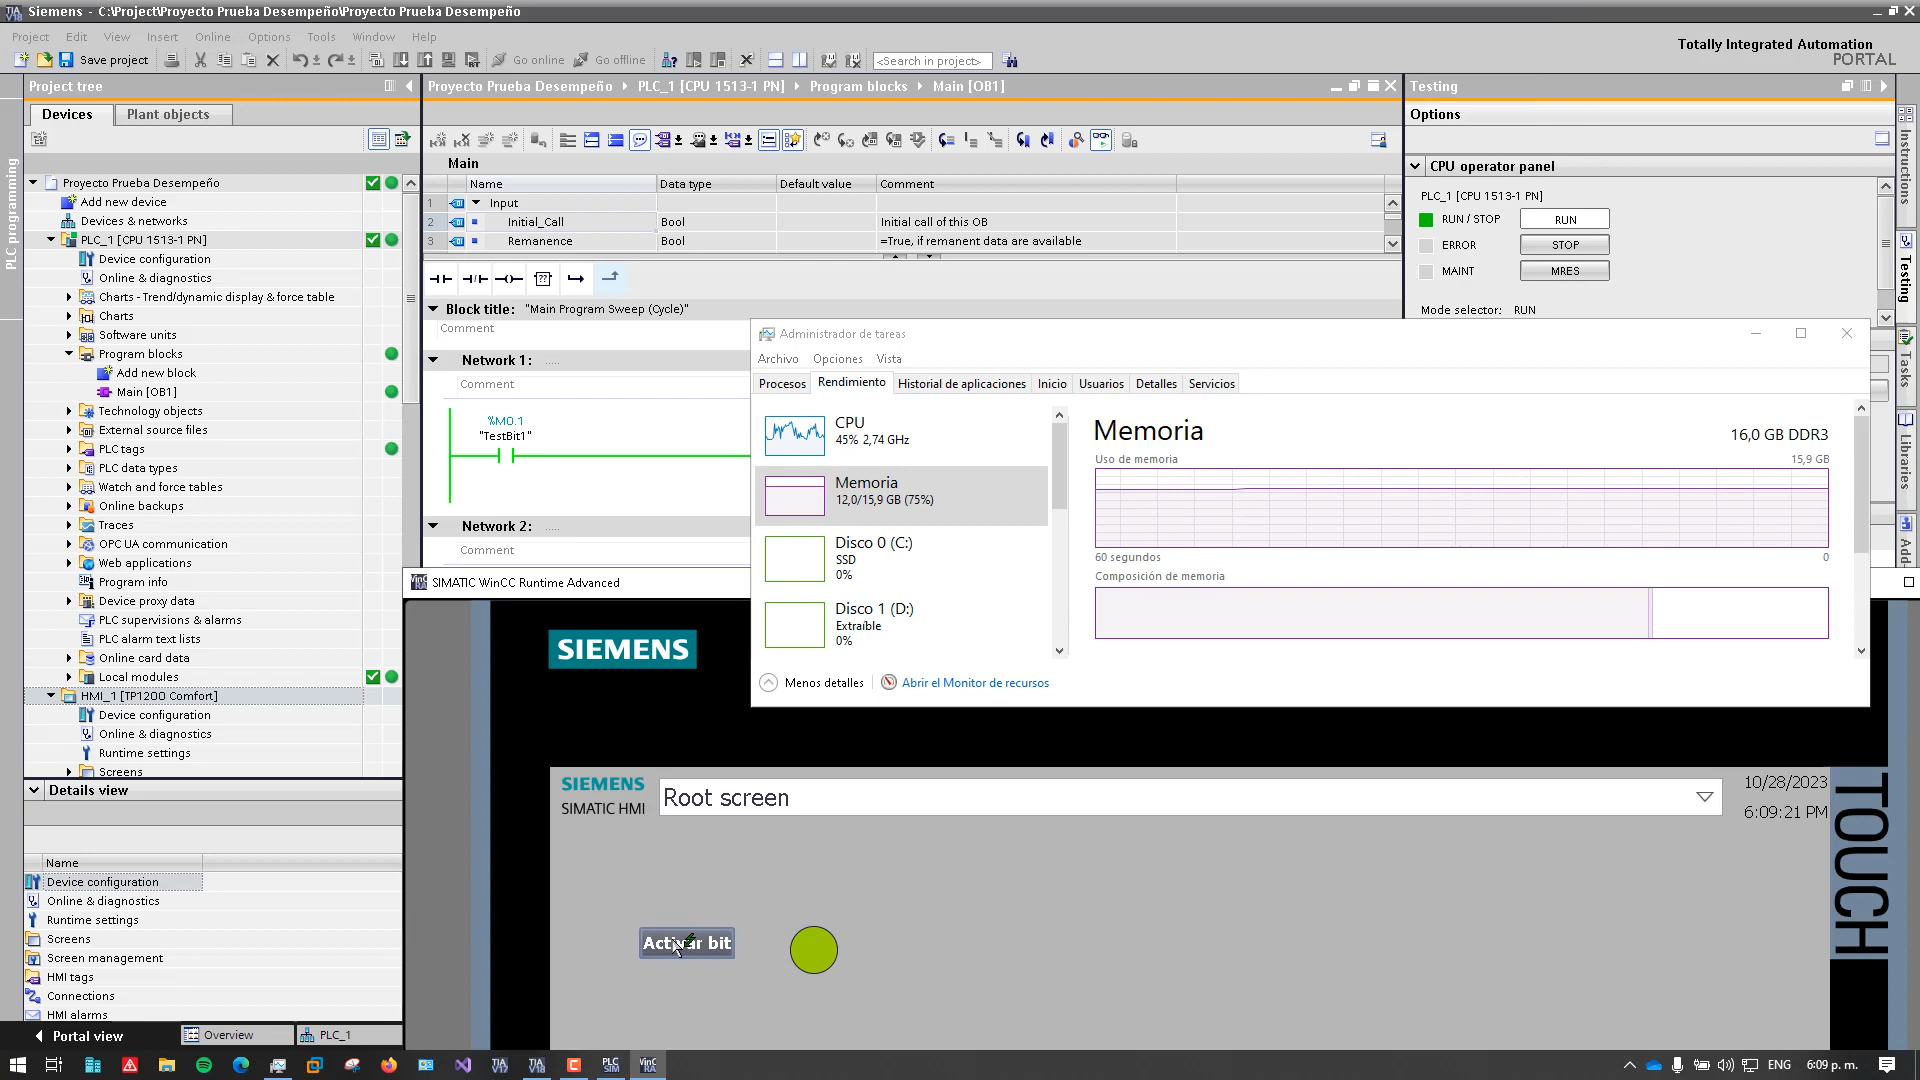 Siemens - C:\Project\Proyecto Prueba Desempeño\Proyecto Prueba Desempeño
Project Edit View Insert Online Options Tools Window Help
Save project Go online Go offline <Search in project>
Totally Integrated Automation
PORTAL
Project tree
Devices Plant objects
PLC programming
Proyecto Prueba Desempeño
Add new device
Devices & networks
PLC_1 [CPU 1513-1 PN]
Device configuration
Online & diagnostics
Charts - Trend/dynamic display & force table
Charts
Software units
Program blocks
Add new block
Main [OB1]
Technology objects
External source files
PLC tags
PLC data types
Watch and force tables
Online backups
Traces
OPC UA communication
Web applications
Program info
Device proxy data
PLC supervisions & alarms
PLC alarm text lists
Online card data
Local modules
HMI_1 [TP1200 Comfort]
Device configuration
Online & diagnostics
Runtime settings
Screens
Details view
Name
Device configuration
Online & diagnostics
Runtime settings
Screens
Screen management
HMI tags
Connections
HMI alarms
Portal view Overview PLC_1
Proyecto Prueba Desempeño PLC_1 [CPU 1513-1 PN] Program blocks Main [OB1]
Main
Name Data type Default value Comment
1 Input
2 Initial_Call Bool Initial call of this OB
3 Remanence Bool =True, if remanent data are available
Block title: "Main Program Sweep (Cycle)"
Comment
Network 1: .....
Comment
%M0.1
"TestBit1"
Network 2: .....
Comment
Testing
Options
CPU operator panel
PLC_1 [CPU 1513-1 PN]
RUN / STOP RUN
ERROR STOP
MAINT MRES
Mode selector: RUN
Instructions
Testing
Tasks
Libraries
Add-
Administrador de tareas
Archivo Opciones Vista
Procesos Rendimiento Historial de aplicaciones Inicio Usuarios Detalles Servicios
CPU
45% 2,74 GHz
Memoria
12,0/15,9 GB (75%)
Disco 0 (C:)
SSD
0%
Disco 1 (D:)
Extraíble
0%
Memoria 16,0 GB DDR3
Uso de memoria 15,9 GB
60 segundos 0
Composición de memoria
Menos detalles Abrir el Monitor de recursos
SIMATIC WinCC Runtime Advanced
SIEMENS
SIEMENS
SIMATIC HMI
Root screen
10/28/2023
6:09:21 PM
TOUCH
Activar bit
ENG 6:09 p. m.